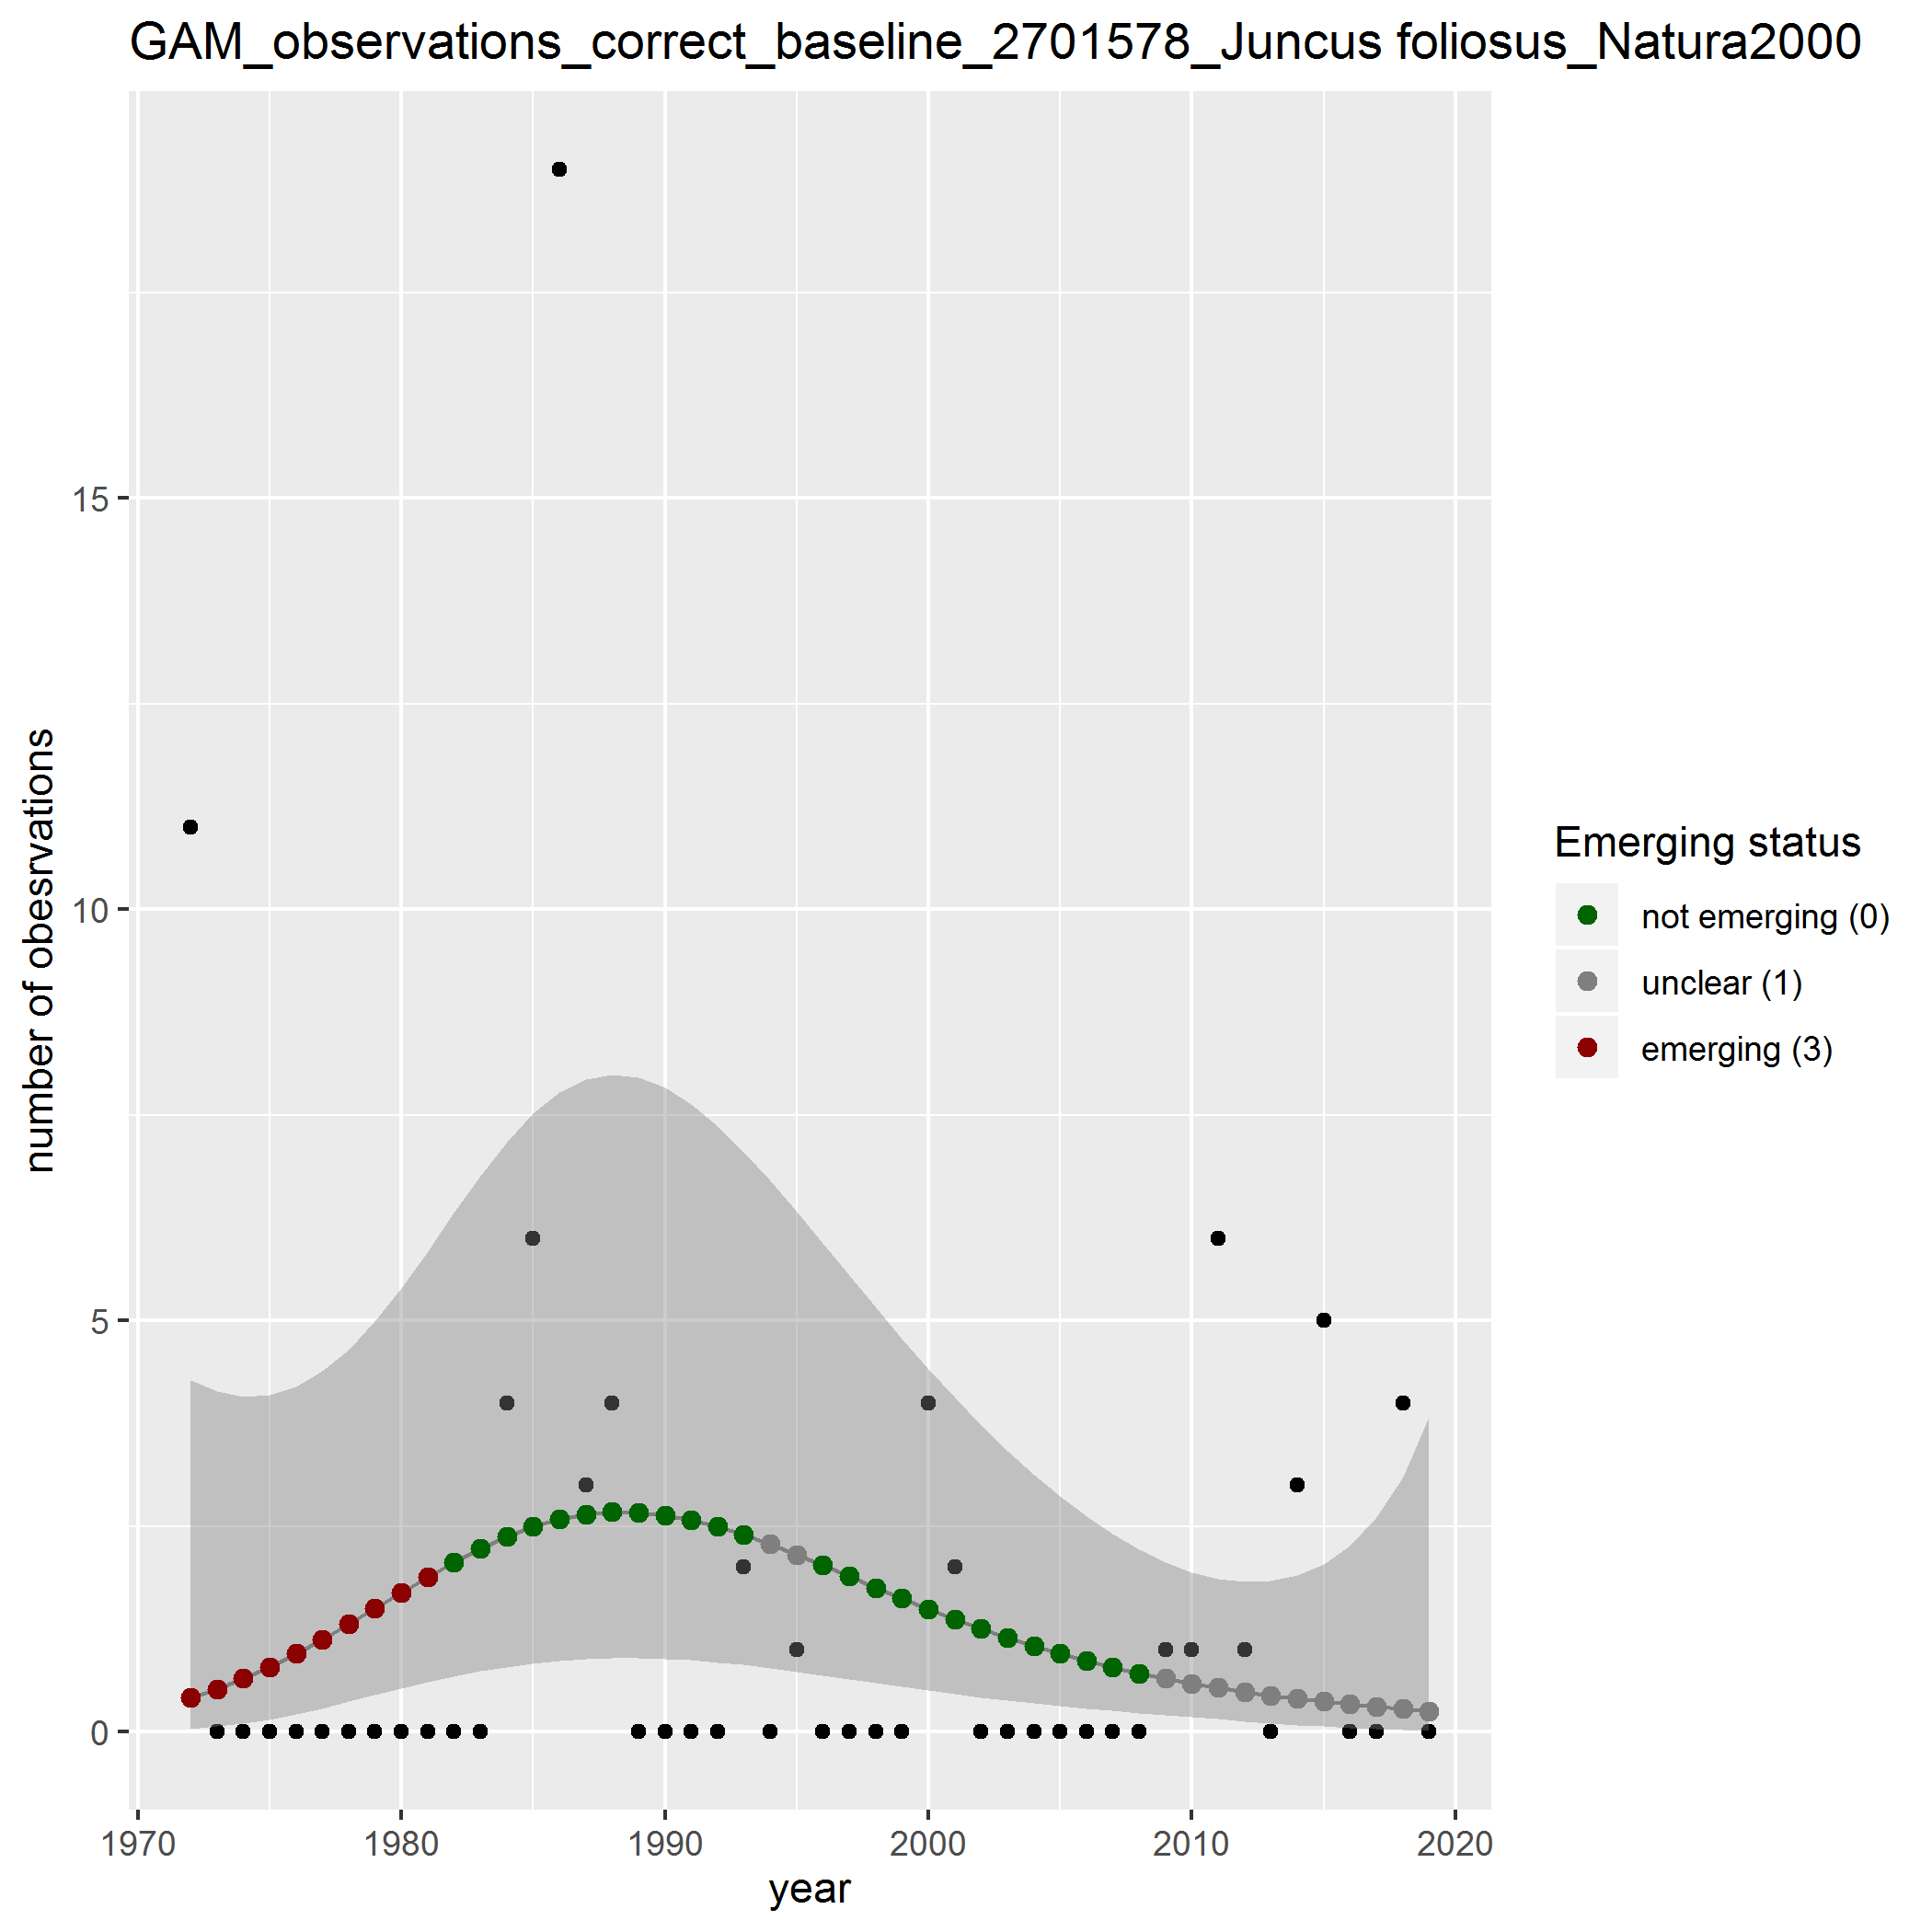 GAM_observations_correct_baseline_2701578_Juncus foliosus_Natura2000
number of obesrvations
15
10
5
0
1970 1980 1990 2000 2010 2020
year
Emerging status
not emerging (0)
unclear (1)
emerging (3)